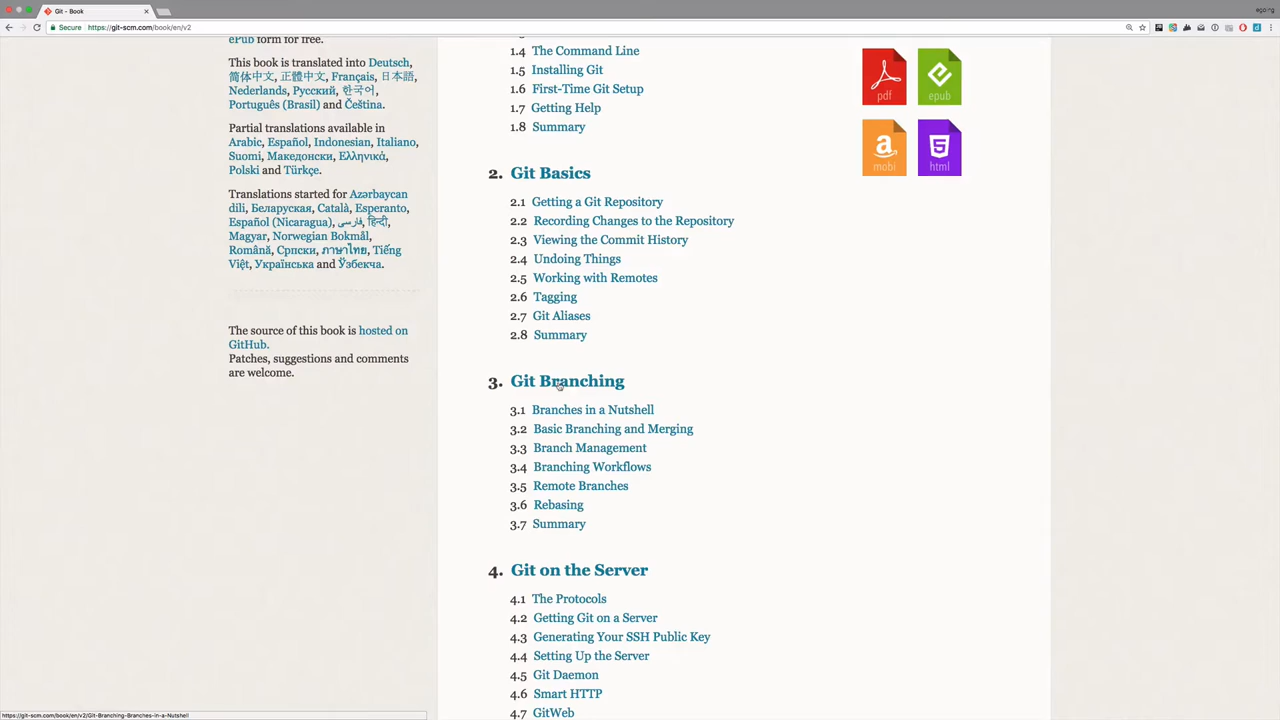 Git - Book
ego ng
Secure
https://git-scm.com/book/en/v2
ePub form for free.
This book is translated into Deutsch,
简体中文, 正體中文, Français, 日本語,
Nederlands, Русский, 한국어,
Português (Brasil) and Čeština.
Partial translations available in
Arabic, Español, Indonesian, Italiano,
Suomi, Македонски, Ελληνικά,
Polski and Türkçe.
Translations started for Azərbaycan
dili, Беларуская, Català, Esperanto,
Español (Nicaragua), فارسی, हिन्दी,
Magyar, Norwegian Bokmål,
Română, Српски, ภาษาไทย, Tiếng
Việt, Українська and Ўзбекча.
The source of this book is hosted on
GitHub.
Patches, suggestions and comments
are welcome.
1.4 The Command Line
1.5 Installing Git
1.6 First-Time Git Setup
1.7 Getting Help
1.8 Summary
2. Git Basics
2.1 Getting a Git Repository
2.2 Recording Changes to the Repository
2.3 Viewing the Commit History
2.4 Undoing Things
2.5 Working with Remotes
2.6 Tagging
2.7 Git Aliases
2.8 Summary
3. Git Branching
3.1 Branches in a Nutshell
3.2 Basic Branching and Merging
3.3 Branch Management
3.4 Branching Workflows
3.5 Remote Branches
3.6 Rebasing
3.7 Summary
4. Git on the Server
4.1 The Protocols
4.2 Getting Git on a Server
4.3 Generating Your SSH Public Key
4.4 Setting Up the Server
4.5 Git Daemon
4.6 Smart HTTP
4.7 GitWeb
pdf
epub
mobi
html
https://git-scm.com/book/en/v2/Git-Branching-Branches-in-a-Nutshell